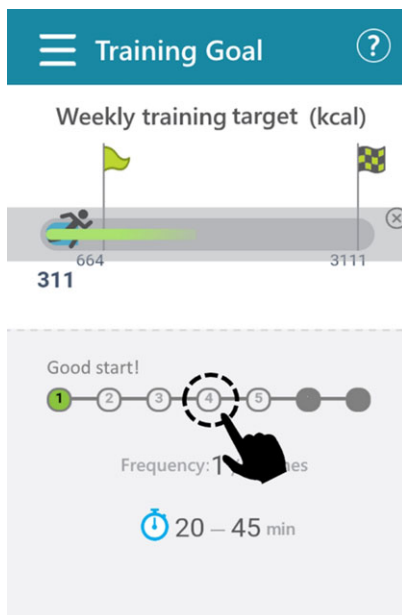 Training Goal ?
Weekly training target (kcal)
664
3111
311
Good start!
1 2 3 4 5
Frequency: 1
20 – 45 min